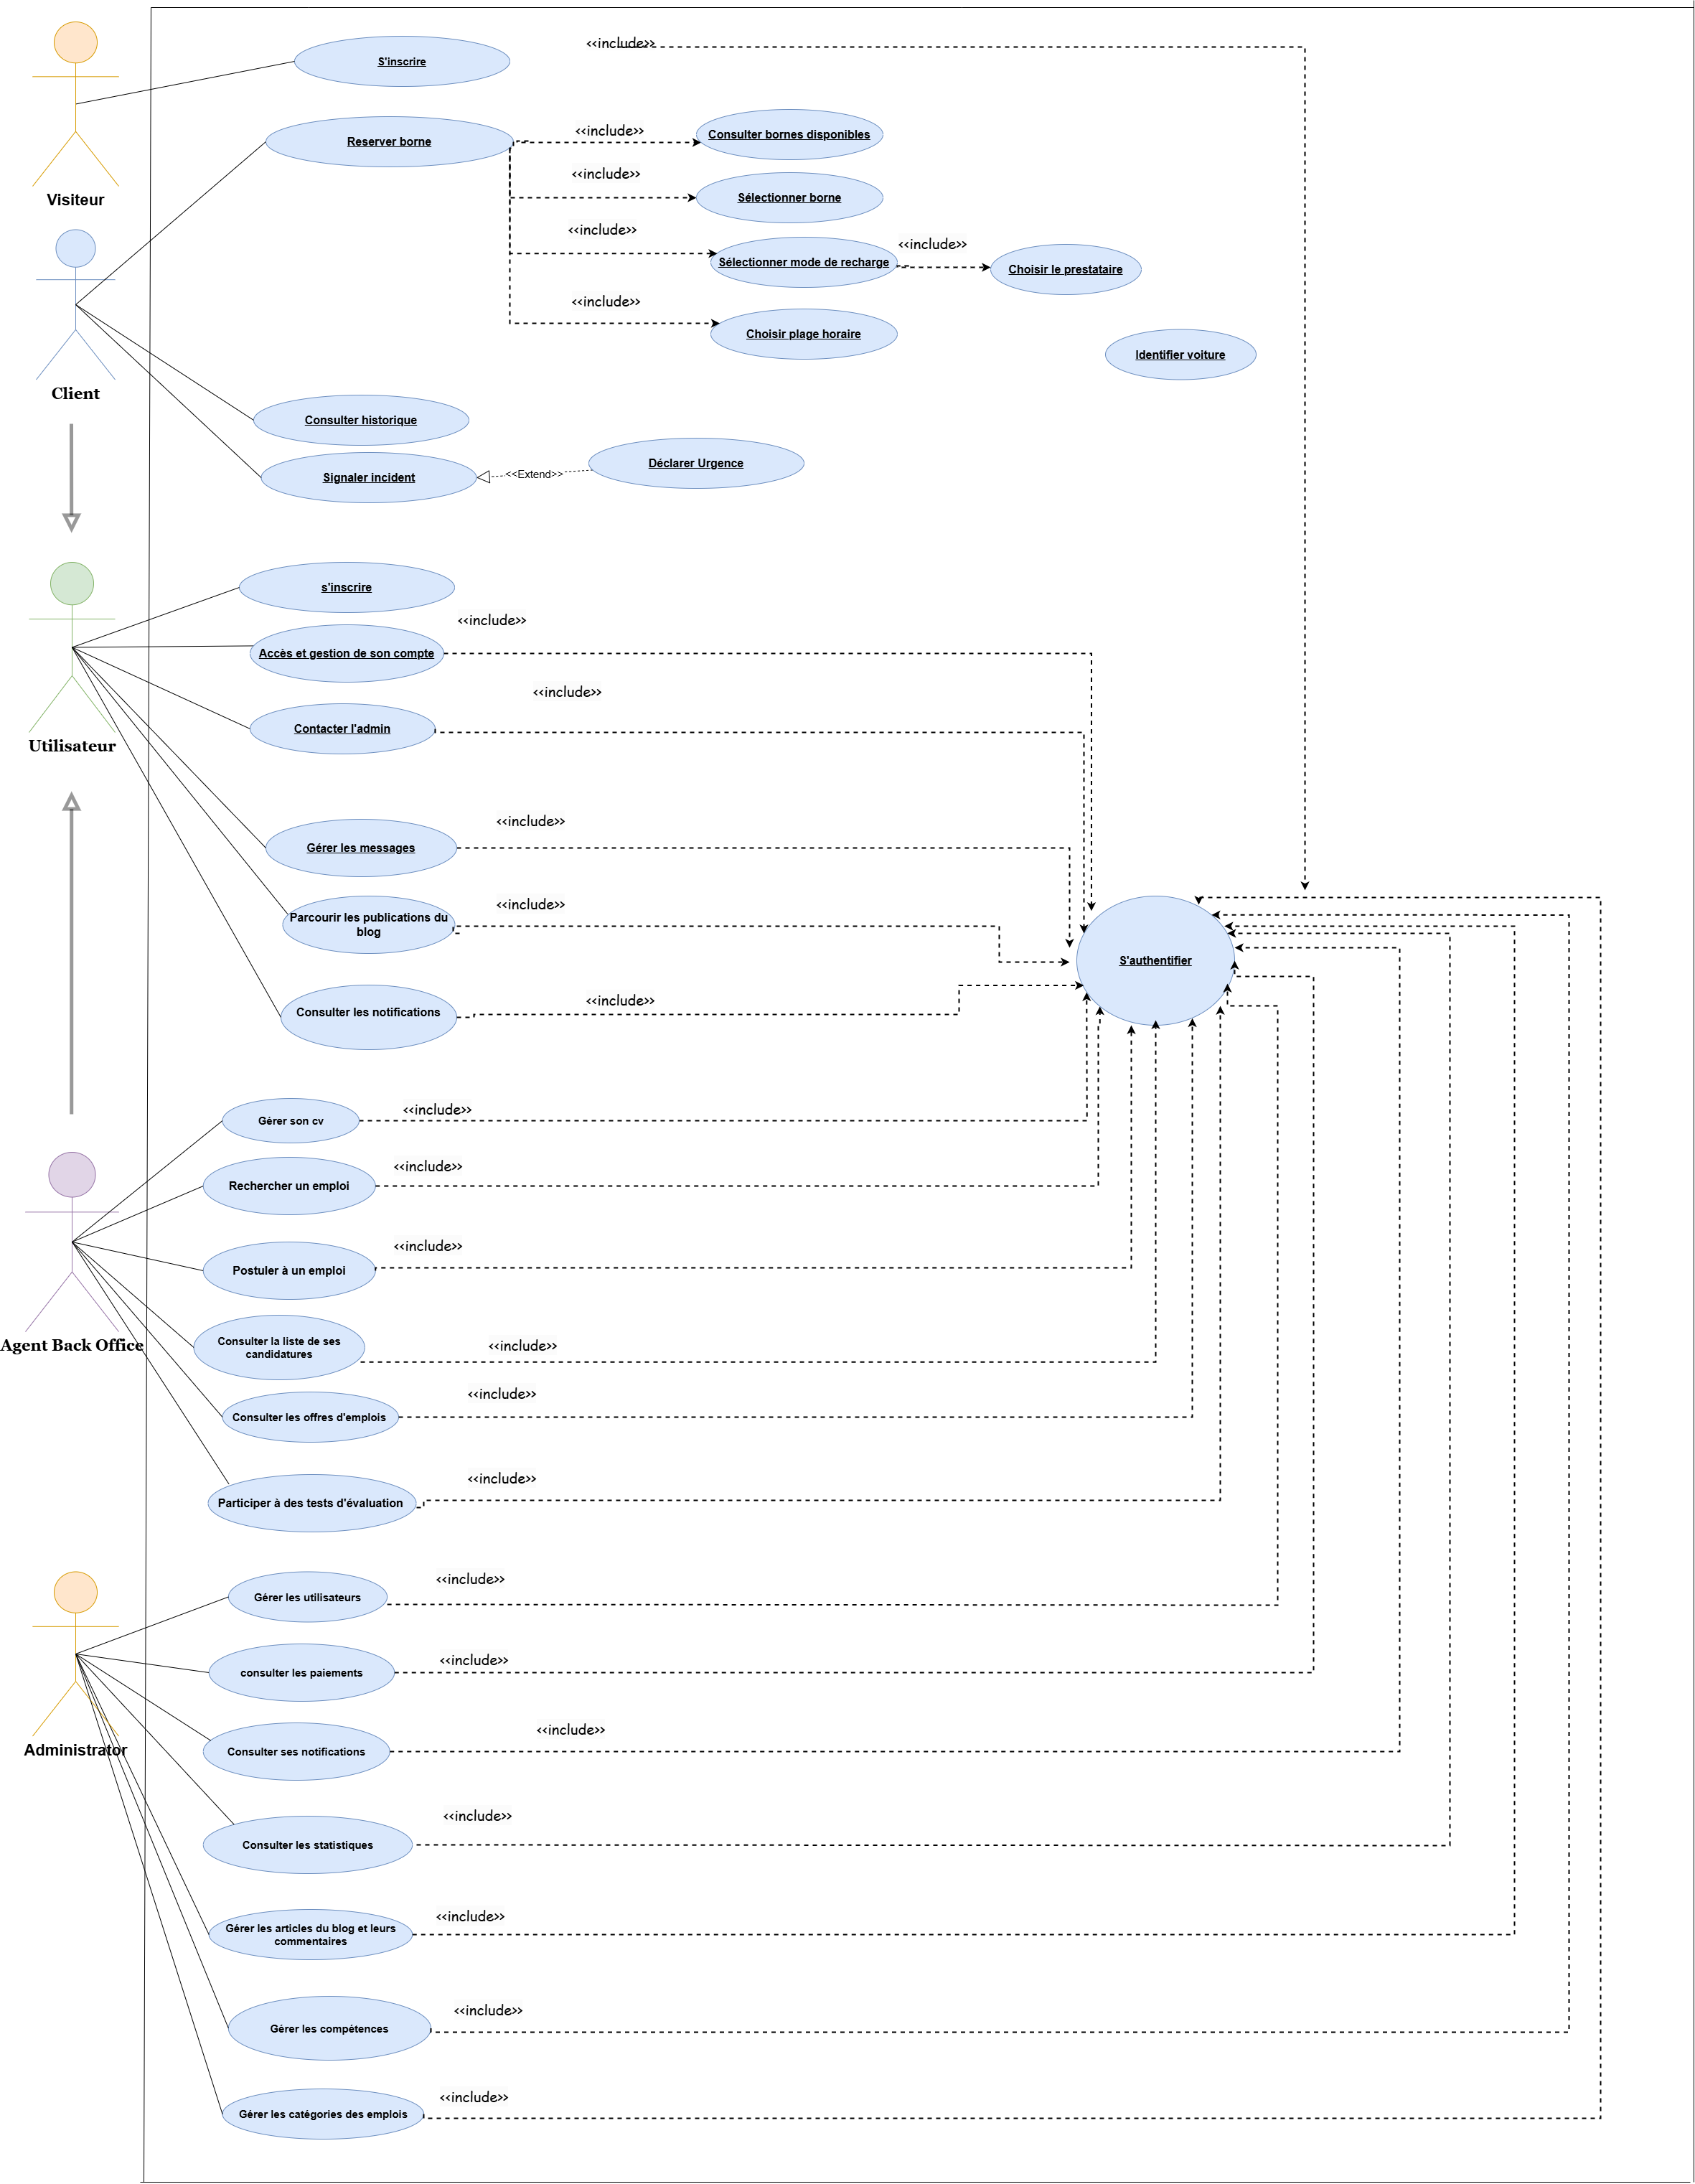 <<include>>
S'inscrire
Visiteur
Reserver borne
<<include>>
Consulter bornes disponibles
<<include>>
Sélectionner borne
<<include>>
Sélectionner mode de recharge
<<include>>
Choisir le prestataire
<<include>>
Choisir plage horaire
Identifier voiture
Client
Consulter historique
Signaler incident
<<Extend>>
Déclarer Urgence
s'inscrire
<<include>>
Accès et gestion de son compte
<<include>>
Contacter l'admin
Utilisateur
<<include>>
Gérer les messages
<<include>>
Parcourir les publications du
blog
S'authentifier
<<include>>
Consulter les notifications
<<include>>
Gérer son cv
<<include>>
Rechercher un emploi
<<include>>
Postuler à un emploi
Agent Back Office
<<include>>
Consulter la liste de ses
candidatures
<<include>>
Consulter les offres d'emplois
<<include>>
Participer à des tests d'évaluation
<<include>>
Gérer les utilisateurs
<<include>>
consulter les paiements
Administrator
<<include>>
Consulter ses notifications
<<include>>
Consulter les statistiques
<<include>>
Gérer les articles du blog et leurs
commentaires
<<include>>
Gérer les compétences
<<include>>
Gérer les catégories des emplois